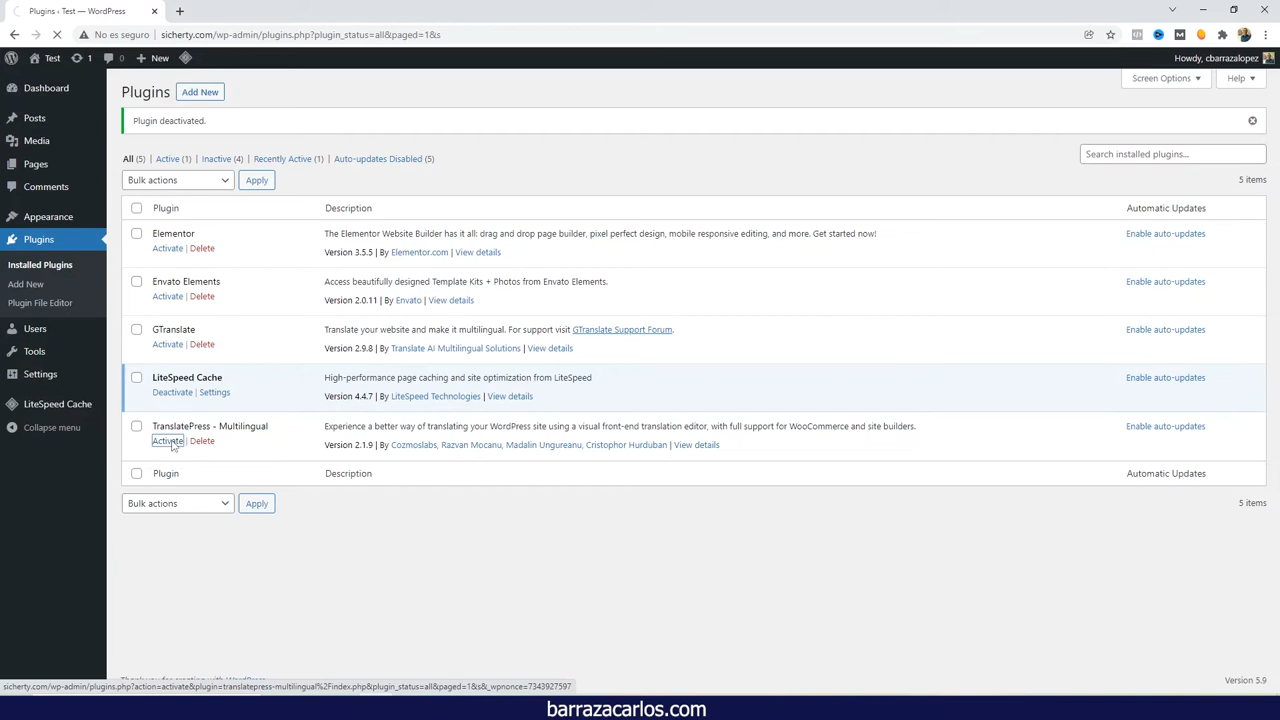 Plugins ‹ Test — WordPress
No es seguro
sicherty.com/wp-admin/plugins.php?plugin_status=all&paged=1&s
Test
1
0
New
Howdy, cbarrazalopez
Dashboard
Posts
Media
Pages
Comments
Appearance
Plugins
Installed Plugins
Add New
Plugin File Editor
Users
Tools
Settings
LiteSpeed Cache
Collapse menu
Screen Options
Help
Plugins
Add New
Plugin deactivated.
All (5) | Active (1) | Inactive (4) | Recently Active (1) | Auto-updates Disabled (5)
Search installed plugins...
Bulk actions
Apply
5 items
Plugin
Description
Automatic Updates
Elementor
Activate | Delete
The Elementor Website Builder has it all: drag and drop page builder, pixel perfect design, mobile responsive editing, and more. Get started now!
Version 3.5.5 | By Elementor.com | View details
Enable auto-updates
Envato Elements
Activate | Delete
Access beautifully designed Template Kits + Photos from Envato Elements.
Version 2.0.11 | By Envato | View details
Enable auto-updates
GTranslate
Activate | Delete
Translate your website and make it multilingual. For support visit GTranslate Support Forum.
Version 2.9.8 | By Translate AI Multilingual Solutions | View details
Enable auto-updates
LiteSpeed Cache
Deactivate | Settings
High-performance page caching and site optimization from LiteSpeed
Version 4.4.7 | By LiteSpeed Technologies | View details
Enable auto-updates
TranslatePress - Multilingual
Activate | Delete
Experience a better way of translating your WordPress site using a visual front-end translation editor, with full support for WooCommerce and site builders.
Version 2.1.9 | By Cozmoslabs, Razvan Mocanu, Madalin Ungureanu, Cristophor Hurduban | View details
Enable auto-updates
Plugin
Description
Automatic Updates
Bulk actions
Apply
5 items
sicherty.com/wp-admin/plugins.php?action=activate&plugin=translatepress-multilingual%2Findex.php&plugin_status=all&paged=1&s&_wpnonce=7343927597
Version 5.9
barrazacarlos.com